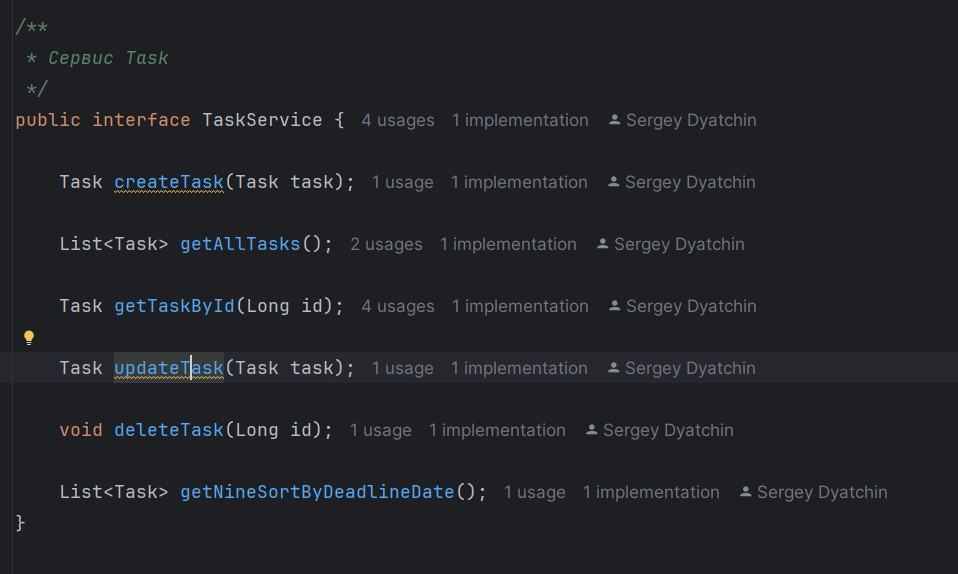 /**
 * Сервис Task
 */
public interface TaskService {  4 usages  1 implementation  Sergey Dyatchin
    Task createTask(Task task);  1 usage  1 implementation  Sergey Dyatchin
    List<Task> getAllTasks();  2 usages  1 implementation  Sergey Dyatchin
    Task getTaskById(Long id);  4 usages  1 implementation  Sergey Dyatchin
    Task updateTask(Task task);  1 usage  1 implementation  Sergey Dyatchin
    void deleteTask(Long id);  1 usage  1 implementation  Sergey Dyatchin
    List<Task> getNineSortByDeadlineDate();  1 usage  1 implementation  Sergey Dyatchin
}